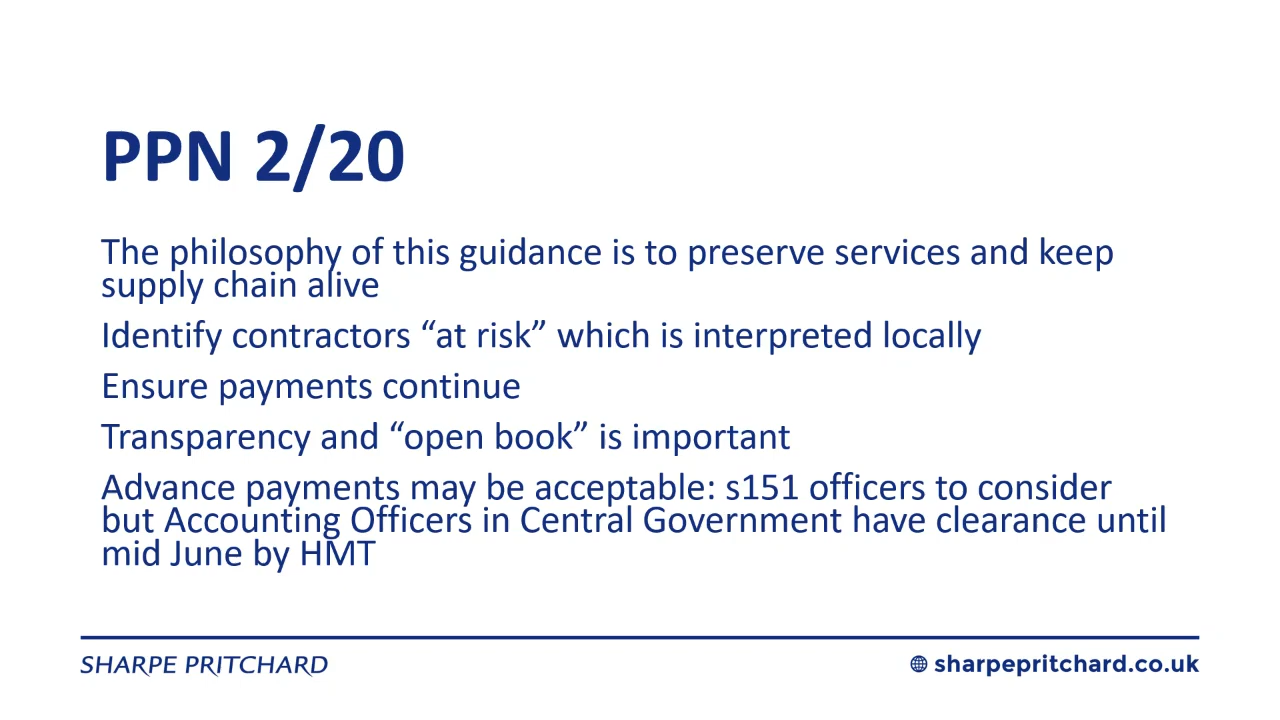 PPN 2/20
The philosophy of this guidance is to preserve services and keep
supply chain alive
Identify contractors “at risk” which is interpreted locally
Ensure payments continue
Transparency and “open book” is important
Advance payments may be acceptable: s151 officers to consider
but Accounting Officers in Central Government have clearance until
mid June by HMT
SHARPE PRITCHARD
sharpepritchard.co.uk